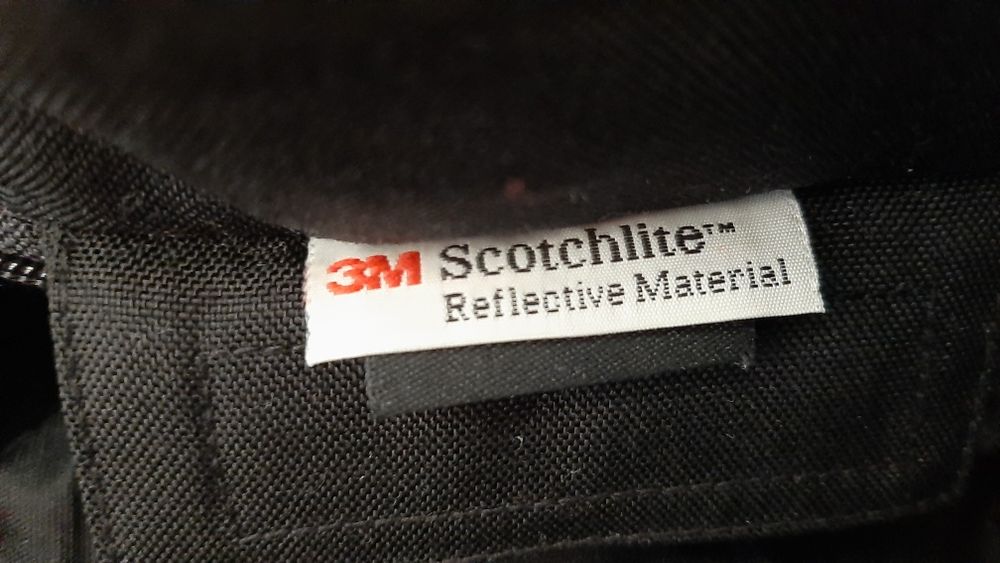 3M Scotchlite™
Reflective Material